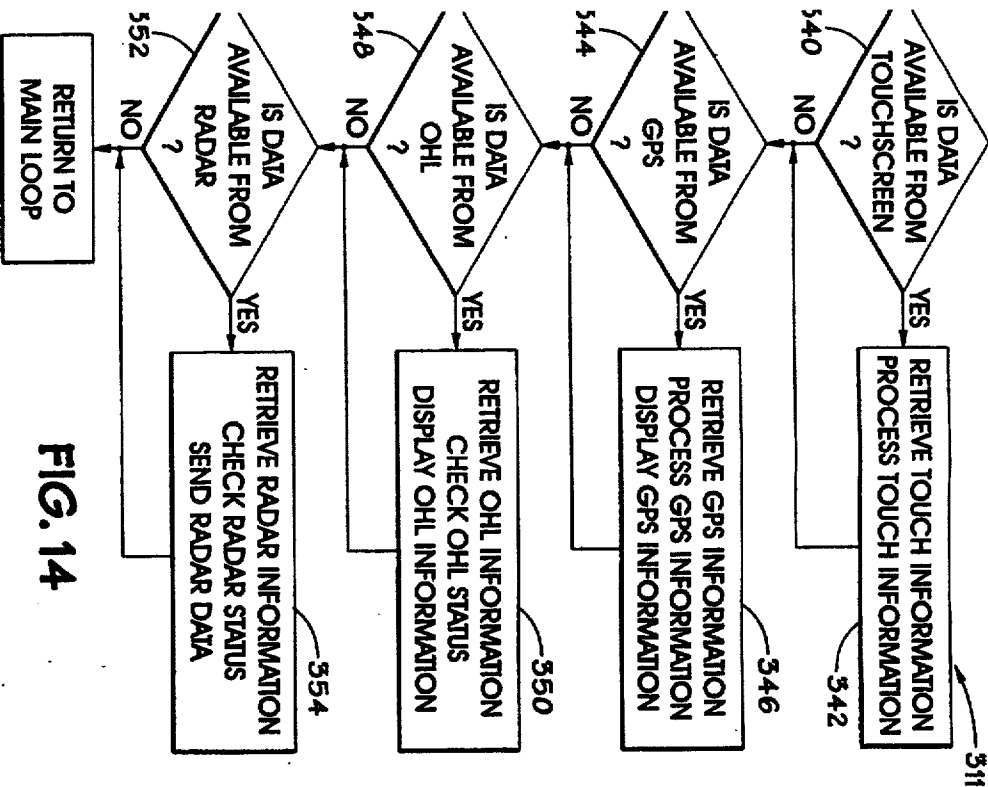 311
340
IS DATA
AVAILABLE FROM
TOUCHSCREEN
?
YES
NO
RETRIEVE TOUCH INFORMATION
PROCESS TOUCH INFORMATION
342
344
IS DATA
AVAILABLE FROM
GPS
?
YES
NO
RETRIEVE GPS INFORMATION
PROCESS GPS INFORMATION
DISPLAY GPS INFORMATION
346
348
IS DATA
AVAILABLE FROM
OHL
?
YES
NO
RETRIEVE OHL INFORMATION
CHECK OHL STATUS
DISPLAY OHL INFORMATION
350
352
IS DATA
AVAILABLE FROM
RADAR
?
YES
NO
RETRIEVE RADAR INFORMATION
CHECK RADAR STATUS
SEND RADAR DATA
354
RETURN TO
MAIN LOOP
FIG. 14